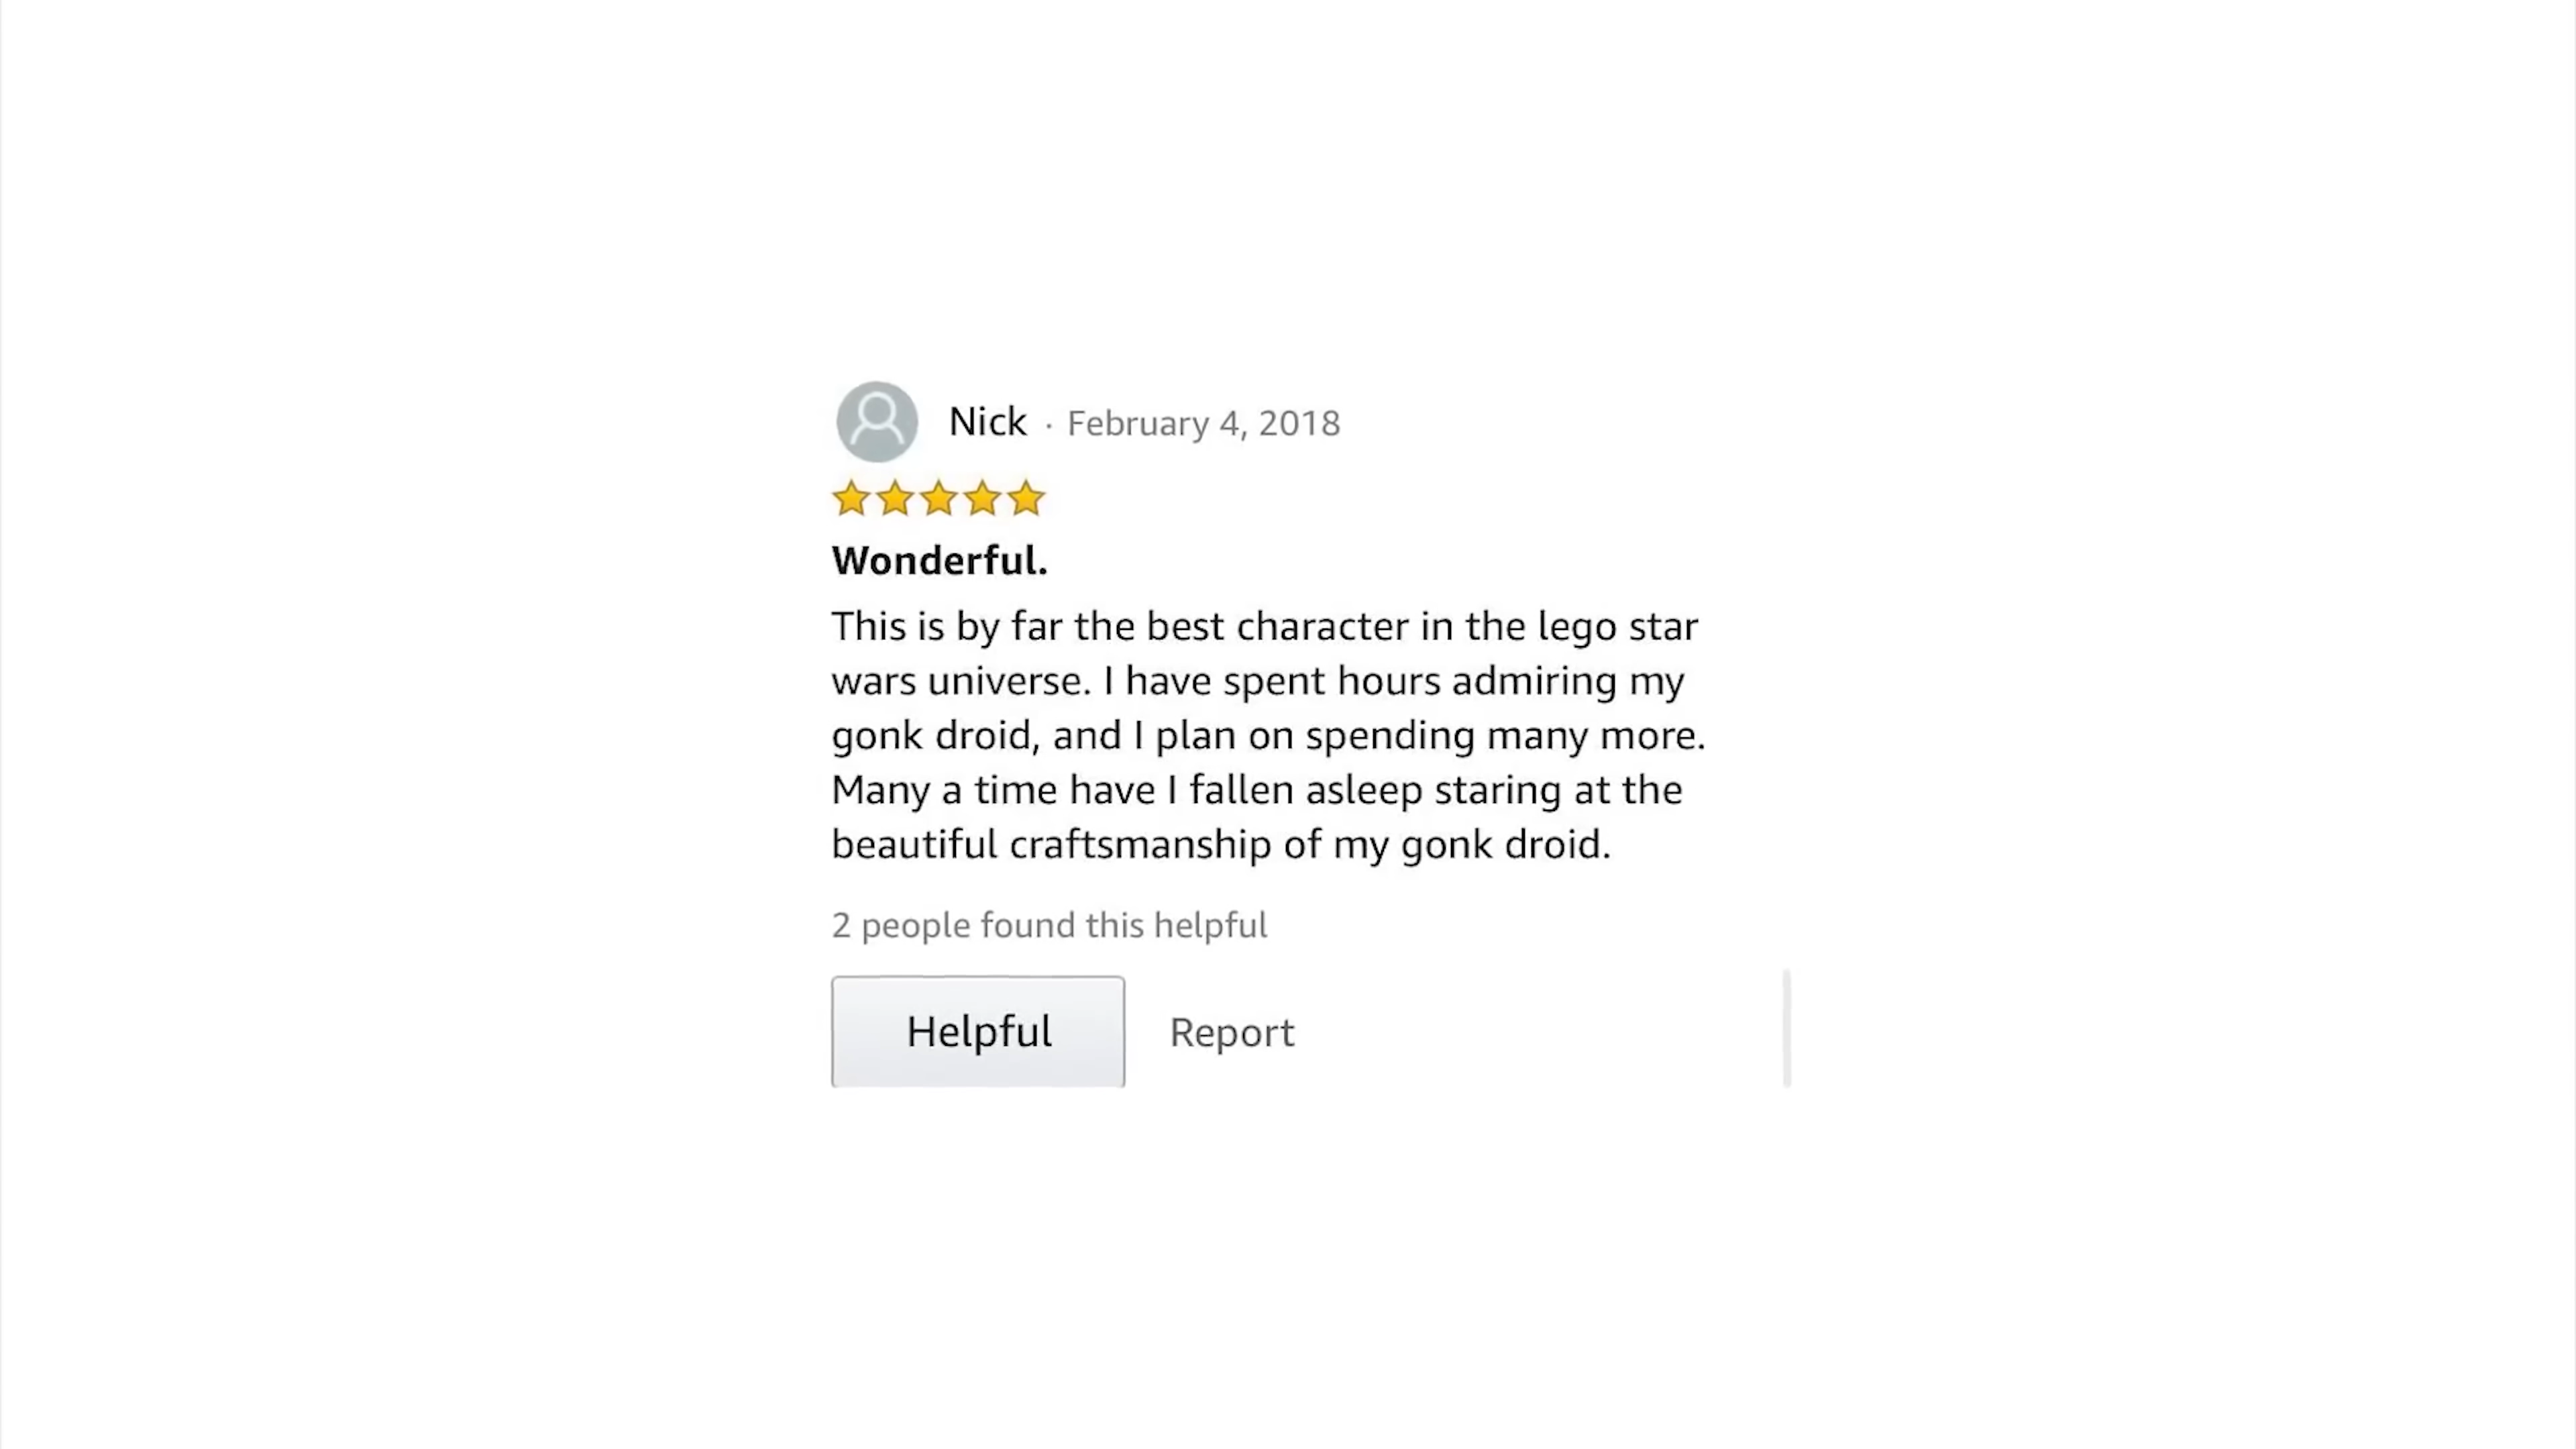 Nick · February 4, 2018
Wonderful.
This is by far the best character in the lego star
wars universe. I have spent hours admiring my
gonk droid, and I plan on spending many more.
Many a time have I fallen asleep staring at the
beautiful craftsmanship of my gonk droid.
2 people found this helpful
Helpful Report